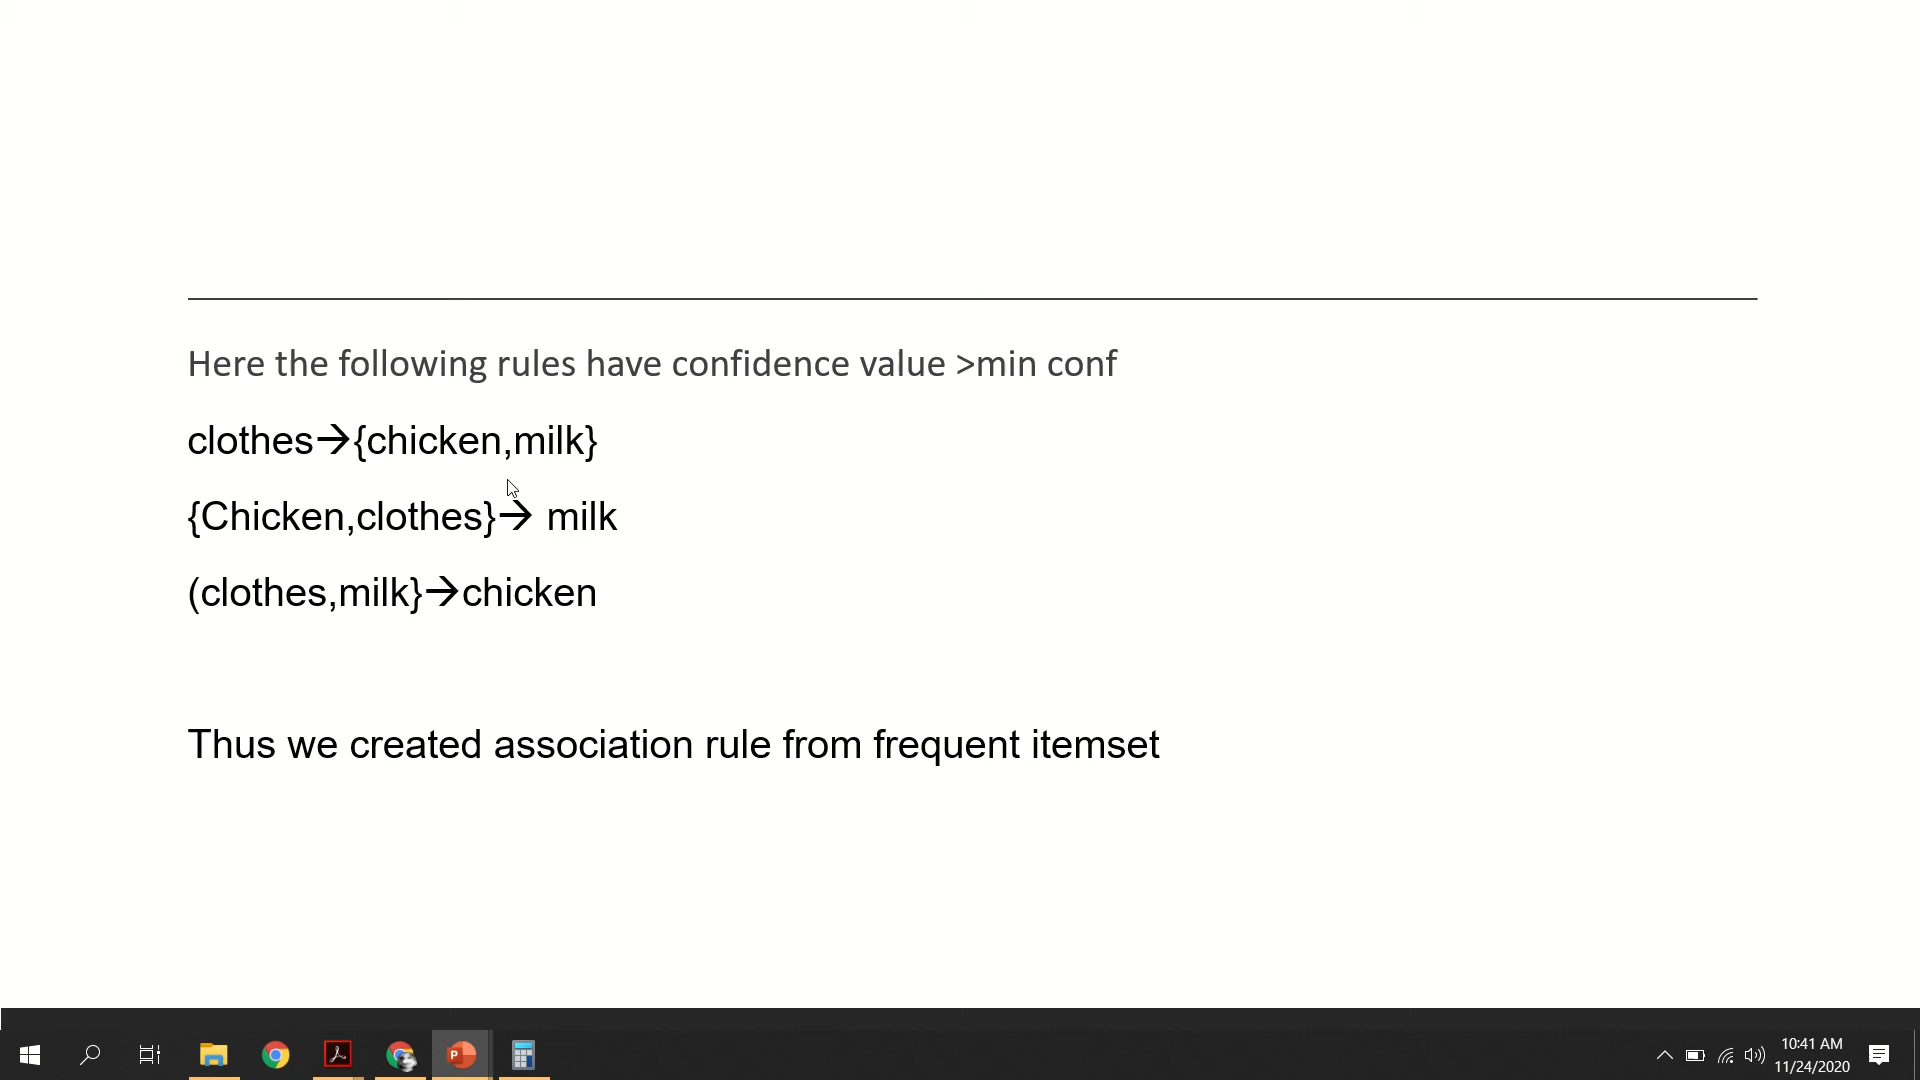 Here the following rules have confidence value >min conf
clothes→{chicken,milk}
{Chicken,clothes}→ milk
(clothes,milk}→chicken
Thus we created association rule from frequent itemset
10:41 AM
11/24/2020